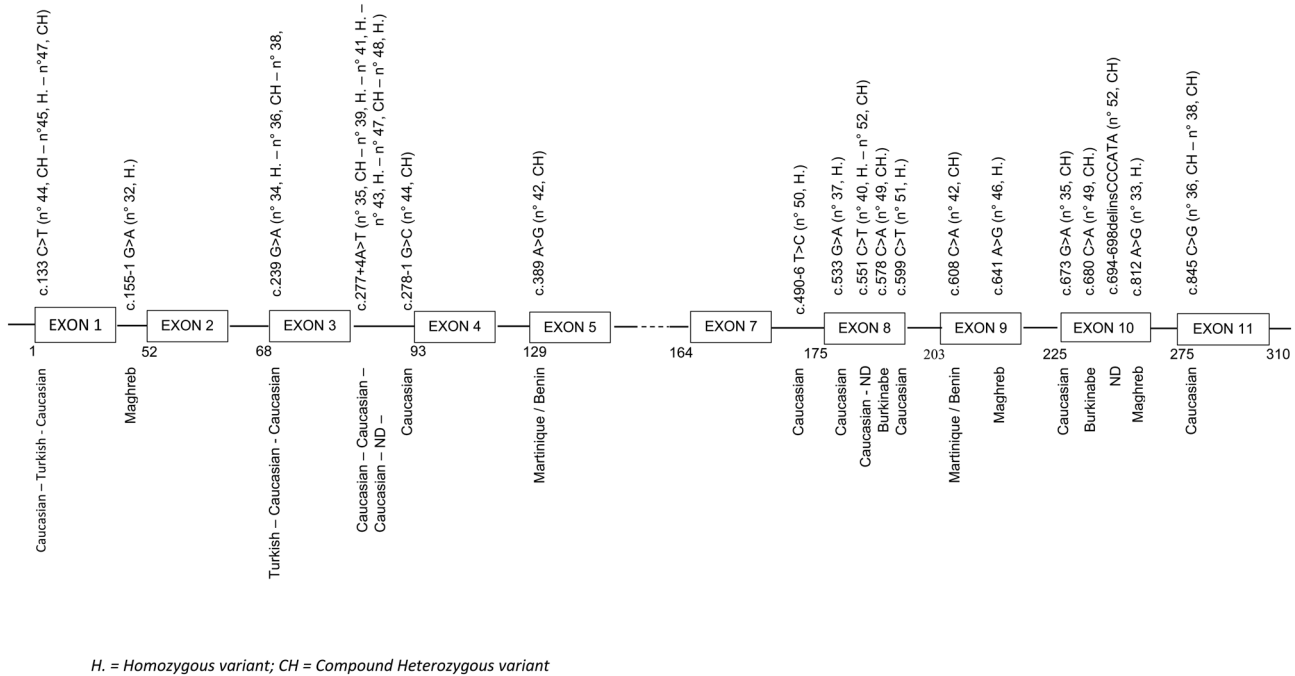 c.133 C>T (n° 44, CH – n°45, H. – n°47, CH)
c.155-1 G>A (n° 32, H.)
c.239 G>A (n° 34, H. – n° 36, CH – n° 38,
c.277+4A>T (n° 35, CH – n° 39, H. – n° 41, H. –
n° 43, H. – n° 47, CH – n° 48, H.)
c.278-1 G>C (n° 44, CH)
c.389 A>G (n° 42, CH)
c.490-6 T>C (n° 50, H.)
c.533 G>A (n° 37, H.)
c.551 C>T (n° 40, H. – n° 52, CH)
c.578 C>A (n° 49, CH.)
c.599 C>T (n° 51, H.)
c.608 C>A (n° 42, CH)
c.641 A>G (n° 46, H.)
c.673 G>A (n° 35, CH)
c.680 C>A (n° 49, CH.)
c.694-698delinsCCCATA (n° 52, CH)
c.812 A>G (n° 33, H.)
c.845 C>G (n° 36, CH – n° 38, CH)
EXON 1
EXON 2
EXON 3
EXON 4
EXON 5
EXON 7
EXON 8
EXON 9
EXON 10
EXON 11
1
52
68
93
129
164
175
203
225
275
310
Caucasian – Turkish - Caucasian
Maghreb
Turkish – Caucasian - Caucasian
Caucasian – Caucasian –
Caucasian – ND –
Caucasian
Martinique / Benin
Caucasian
Caucasian
Caucasian - ND
Burkinabe
Caucasian
Martinique / Benin
Maghreb
Caucasian
Burkinabe
ND
Maghreb
Caucasian
H. = Homozygous variant; CH = Compound Heterozygous variant